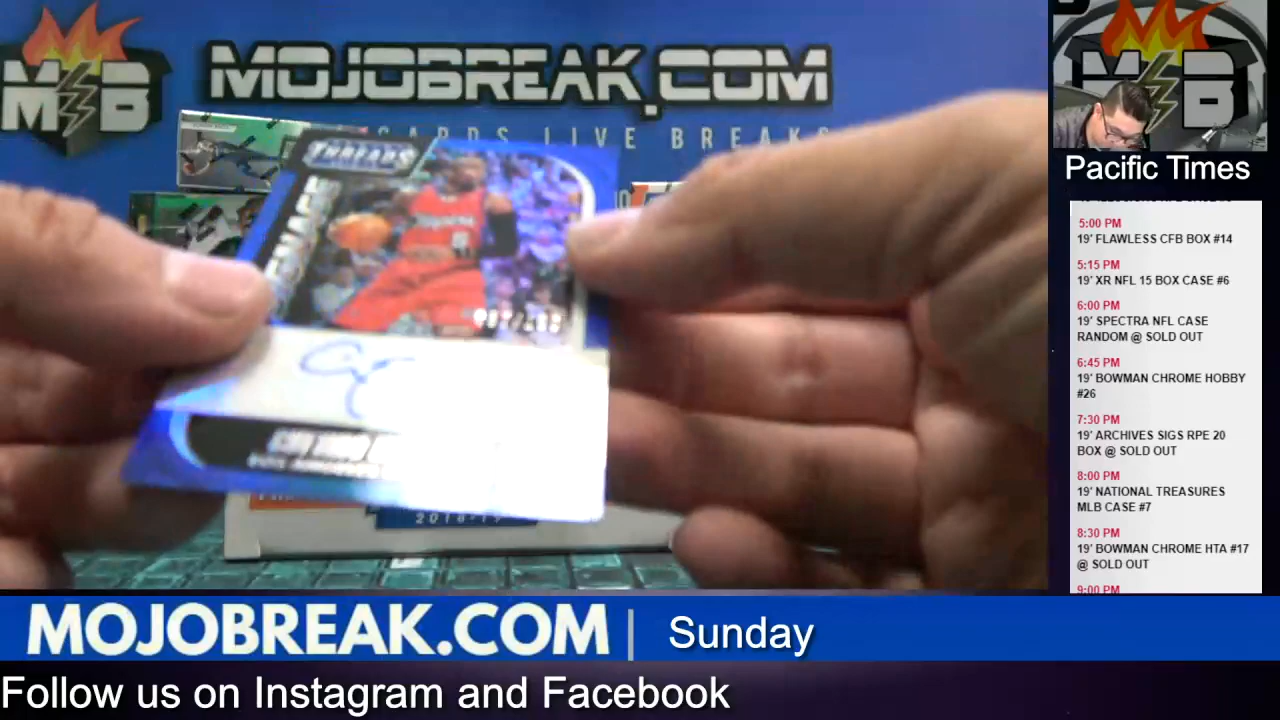 MOJOBREAK.COM
CARDS LIVE BREAKS
M B
M B
THREADS
Pacific Times
5:00 PM
19' FLAWLESS CFB BOX #14
5:15 PM
19' XR NFL 15 BOX CASE #6
6:00 PM
19' SPECTRA NFL CASE
RANDOM @ SOLD OUT
6:45 PM
19' BOWMAN CHROME HOBBY
#26
7:30 PM
19' ARCHIVES SIGS RPE 20
BOX @ SOLD OUT
8:00 PM
19' NATIONAL TREASURES
MLB CASE #7
8:30 PM
19' BOWMAN CHROME HTA #17
@ SOLD OUT
9:00 PM
MOJOBREAK.COM | Sunday
Follow us on Instagram and Facebook